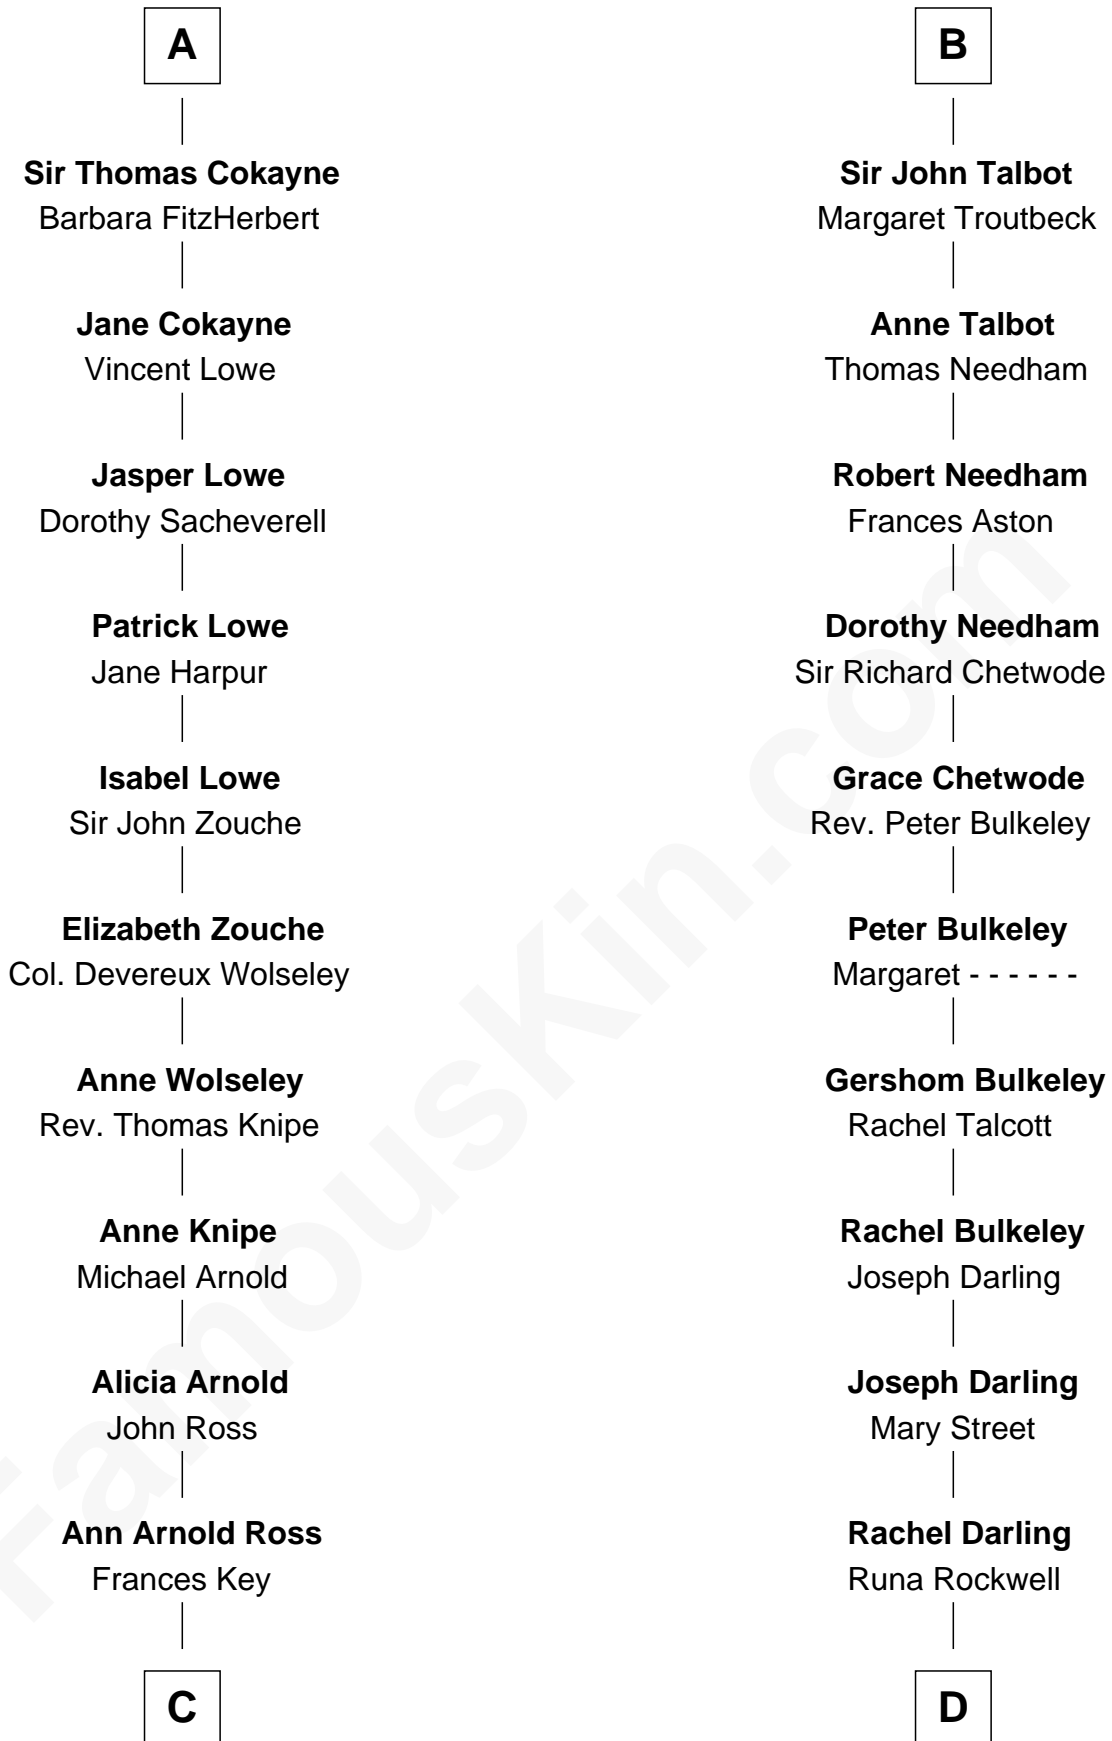 A
Sir Thomas Cokayne
Barbara FitzHerbert
Jane Cokayne
Vincent Lowe
Jasper Lowe
Dorothy Sacheverell
Patrick Lowe
Jane Harpur
Isabel Lowe
Sir John Zouche
Elizabeth Zouche
Col. Devereux Wolseley
Anne Wolseley
Rev. Thomas Knipe
Anne Knipe
Michael Arnold
Alicia Arnold
John Ross
Ann Arnold Ross
Frances Key
C
B
Sir John Talbot
Margaret Troutbeck
Anne Talbot
Thomas Needham
Robert Needham
Frances Aston
Dorothy Needham
Sir Richard Chetwode
Grace Chetwode
Rev. Peter Bulkeley
Peter Bulkeley
Margaret - - - - - -
Gershom Bulkeley
Rachel Talcott
Rachel Bulkeley
Joseph Darling
Joseph Darling
Mary Street
Rachel Darling
Runa Rockwell
D
FamousKin.com